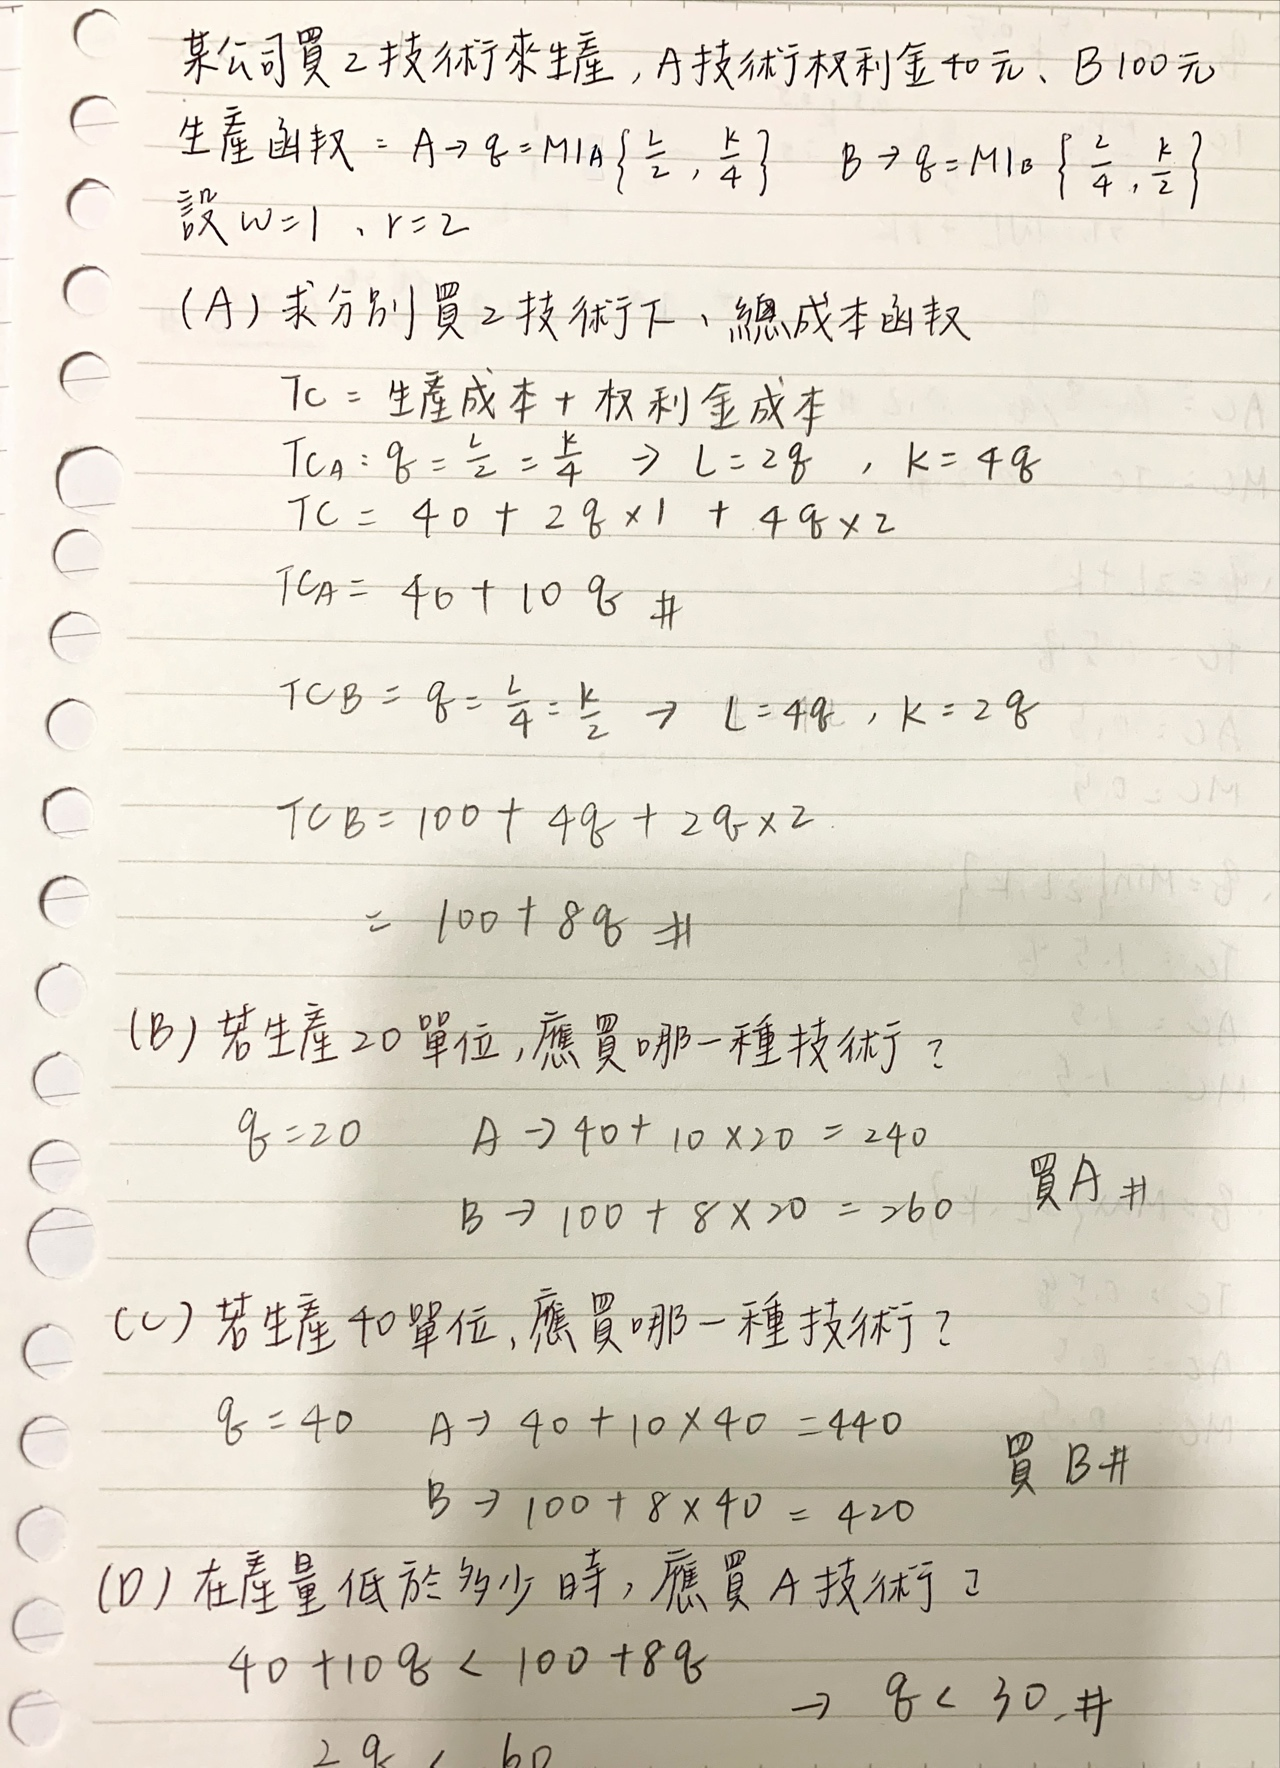 某公司買2技術來生產,A技術权利金40元、B100元
生產函权=A→q=MIA{L/2,K/4} B→q=MIB{L/4,K/2}
設w=1、r=2
(A)求分別買2技術下、總成本函权
TC=生產成本+权利金成本
TCA:q=L/2=K/4→L=2q,K=4q
TC=40+2q×1+4q×2
TCA=40+10q#
TCB=q=L/4=K/2→L=4q,K=2q
TCB=100+4q+2q×2
=100+8q#
(B)若生產20單位,應買哪一種技術?
q=20 A→40+10×20=240
B→100+8×20=260 買A#
(C)若生產40單位,應買哪一種技術?
q=40 A→40+10×40=440
B→100+8×40=420 買B#
(D)在產量低於多少時,應買A技術?
40+10q<100+8q
→q<30#
2q<60